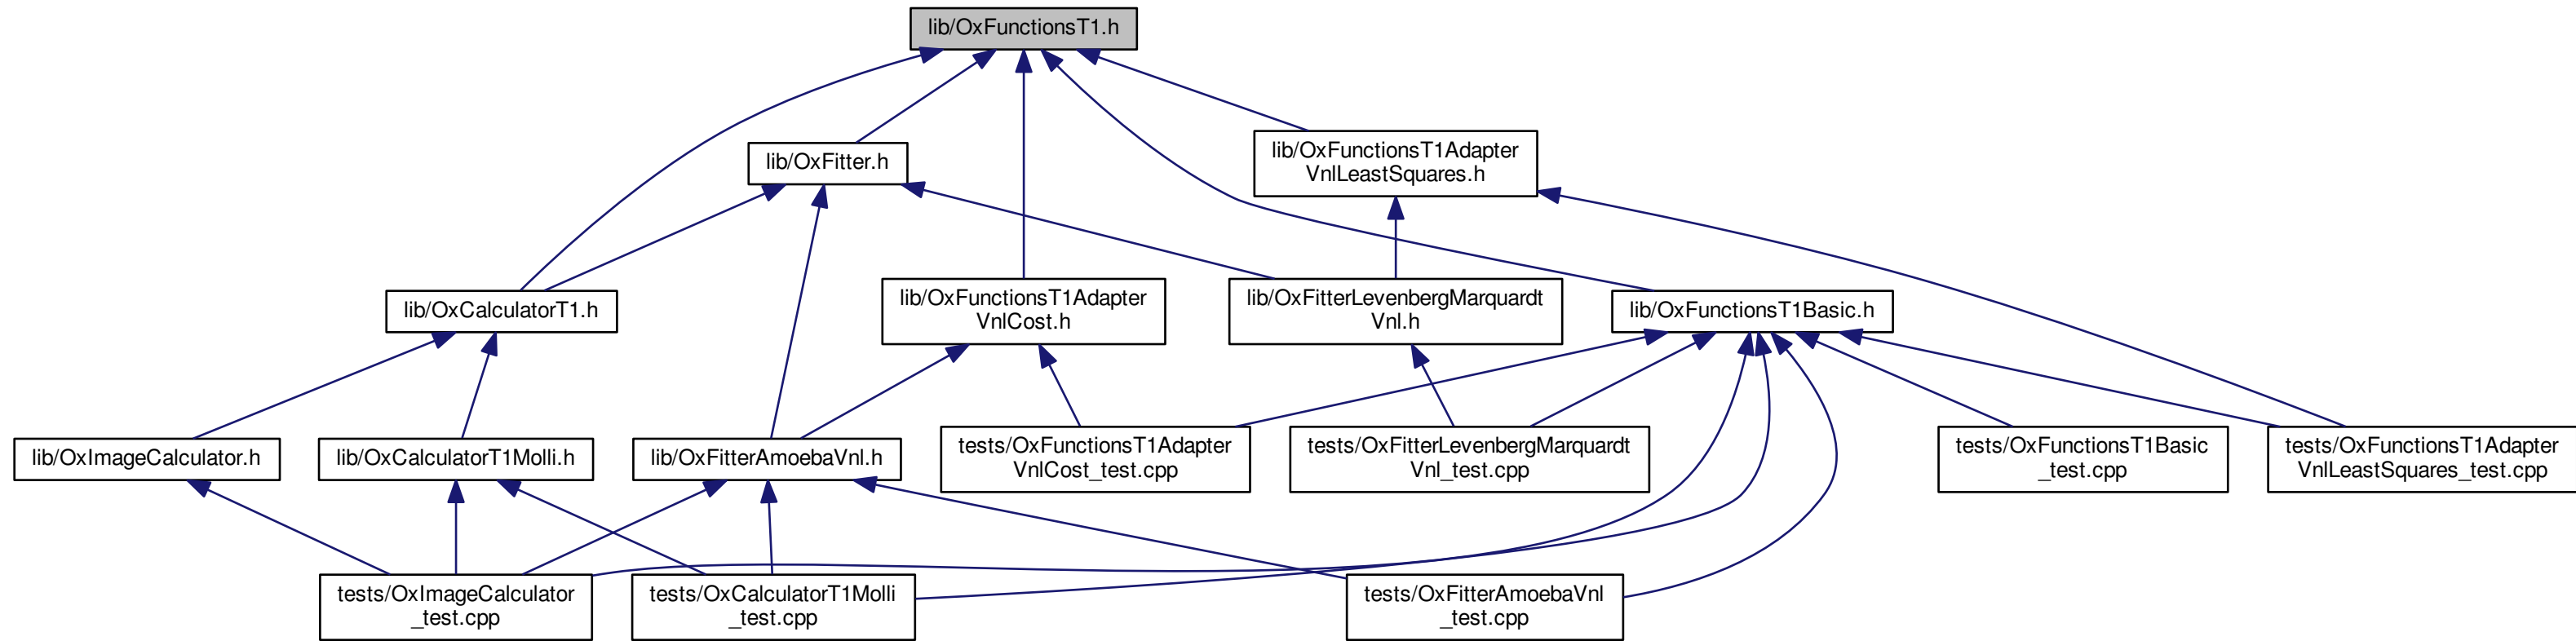 lib/OxFunctionsT1.h
lib/OxFunctionsT1Adapter
VnlLeastSquares.h
lib/OxFitter.h
lib/OxCalculatorT1.h
lib/OxFunctionsT1Adapter
VnlCost.h
lib/OxFitterLevenbergMarquardt
Vnl.h
lib/OxFunctionsT1Basic.h
lib/OxImageCalculator.h
lib/OxCalculatorT1Molli.h
lib/OxFitterAmoebaVnl.h
tests/OxFunctionsT1Adapter
VnlCost_test.cpp
tests/OxFitterLevenbergMarquardt
Vnl_test.cpp
tests/OxFunctionsT1Basic
_test.cpp
tests/OxFunctionsT1Adapter
VnlLeastSquares_test.cpp
tests/OxImageCalculator
_test.cpp
tests/OxCalculatorT1Molli
_test.cpp
tests/OxFitterAmoebaVnl
_test.cpp